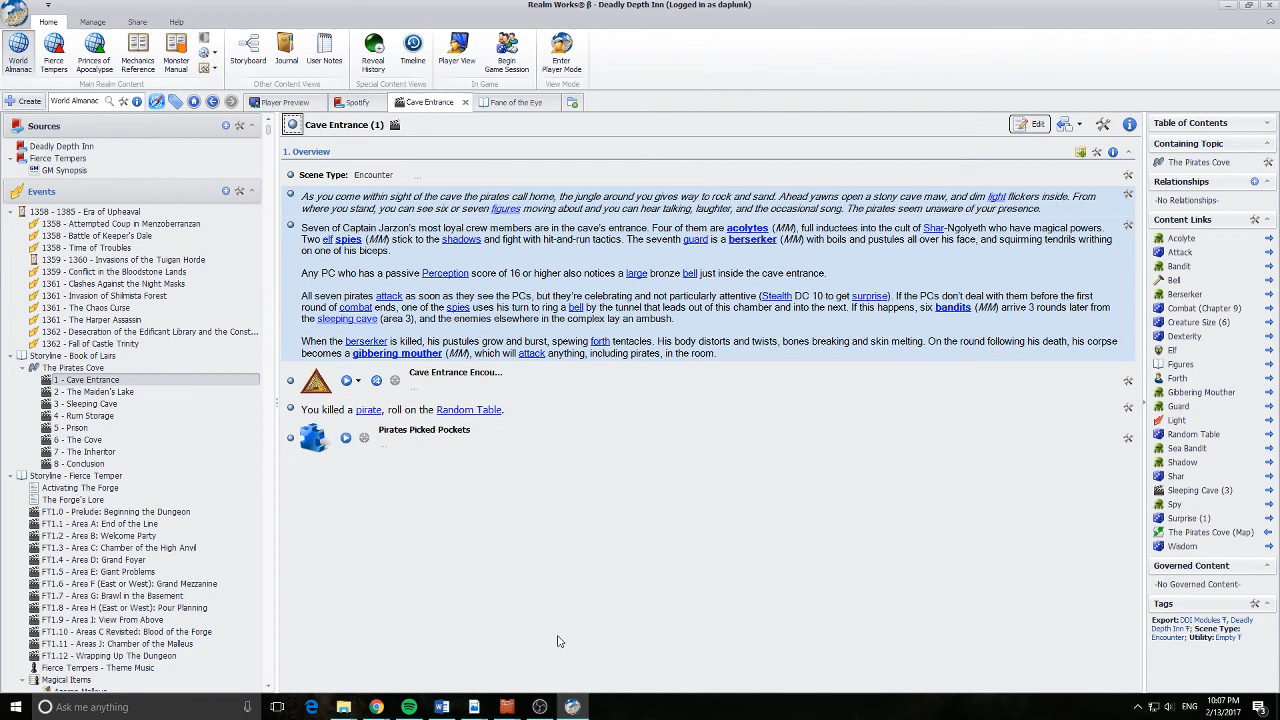 Realm Works® β - Deadly Depth Inn (Logged in as daplunk)
Home Manage Share Help
World Almanac
Fierce Tempers
Princes of Apocalypse
Mechanics Reference
Monster Manual
Storyboard
Journal
User Notes
Reveal History
Timeline
Player View
Begin Game Session
Enter Player Mode
Main Realm Content
Other Content Views
Special Content Views
In Game
View Mode
Create World Almanac Player Preview Spotify Cave Entrance Fane of the Eye
Sources
Deadly Depth Inn
Fierce Tempers
GM Synopsis
Events
1358 - 1385 - Era of Upheaval
1358 - Attempted Coup in Menzoberranzan
1358 - Battle of Keeper's Dale
1358 - Time of Troubles
1359 - 1360 - Invasions of the Tuigan Horde
1359 - Conflict in the Bloodstone Lands
1361 - Clashes Against the Night Masks
1361 - Invasion of Shilmista Forest
1361 - The Chaos Curse
1361 - The Harper Assassin
1362 - Desecration of the Edificant Library and the Const...
1362 - Fall of Castle Trinity
Storyline - Book of Lairs
The Pirates Cove
1 - Cave Entrance
2 - The Maiden's Lake
3 - Sleeping Cave
4 - Rum Storage
5 - Prison
6 - The Cove
7 - The Inheritor
8 - Conclusion
Storyline - Fierce Temper
Activating The Forge
The Forge's Lore
FT1.0 - Prelude: Beginning the Dungeon
FT1.1 - Area A: End of the Line
FT1.2 - Area B: Welcome Party
FT1.3 - Area C: Chamber of the High Anvil
FT1.4 - Area D: Grand Foyer
FT1.5 - Area E: Giant Problems
FT1.6 - Area F (East or West): Grand Mezzanine
FT1.7 - Area G: Brawl in the Basement
FT1.8 - Area H (East or West): Pour Planning
FT1.9 - Area I: View From Above
FT1.10 - Areas C Revisited: Blood of the Forge
FT1.11 - Areas J: Chamber of the Malleus
FT1.12 - Wrapping Up The Dungeon
Fierce Tempers - Theme Music
Magical Items
Cave Entrance (1)
Edit
1. Overview
Scene Type: Encounter ...
As you come within sight of the cave the pirates call home, the jungle around you gives way to rock and sand. Ahead yawns open a stony cave maw, and dim light flickers inside. From
where you stand, you can see six or seven figures moving about and you can hear talking, laughter, and the occasional song. The pirates seem unaware of your presence.
Seven of Captain Jarzon's most loyal crew members are in the cave's entrance. Four of them are acolytes (MM), full inductees into the cult of Shar-Ngolyeth who have magical powers.
Two elf spies (MM) stick to the shadows and fight with hit-and-run tactics. The seventh guard is a berserker (MM) with boils and pustules all over his face, and squirming tendrils writhing
on one of his biceps.
Any PC who has a passive Perception score of 16 or higher also notices a large bronze bell just inside the cave entrance.
All seven pirates attack as soon as they see the PCs, but they're celebrating and not particularly attentive (Stealth DC 10 to get surprise). If the PCs don't deal with them before the first
round of combat ends, one of the spies uses his turn to ring a bell by the tunnel that leads out of this chamber and into the next. If this happens, six bandits (MM) arrive 3 rounds later from
the sleeping cave (area 3), and the enemies elsewhere in the complex lay an ambush.
When the berserker is killed, his pustules grow and burst, spewing forth tentacles. His body distorts and twists, bones breaking and skin melting. On the round following his death, his corpse
becomes a gibbering mouther (MM), which will attack anything, including pirates, in the room.
Cave Entrance Encou...
...
You killed a pirate, roll on the Random Table.
Pirates Picked Pockets
...
Table of Contents
Containing Topic
The Pirates Cove
Relationships
-No Relationships-
Content Links
Acolyte
Attack
Bandit
Bell
Berserker
Combat (Chapter 9)
Creature Size (6)
Dexterity
Elf
Figures
Forth
Gibbering Mouther
Guard
Light
Random Table
Sea Bandit
Shadow
Shar
Sleeping Cave (3)
Spy
Surprise (1)
The Pirates Cove (Map)
Wisdom
Governed Content
-No Governed Content-
Tags
Export: DDI Modules Ŧ, Deadly
Depth Inn Ŧ; Scene Type:
Encounter; Utility: Empty Ŧ
Ask me anything
ENG
10:07 PM
2/13/2017